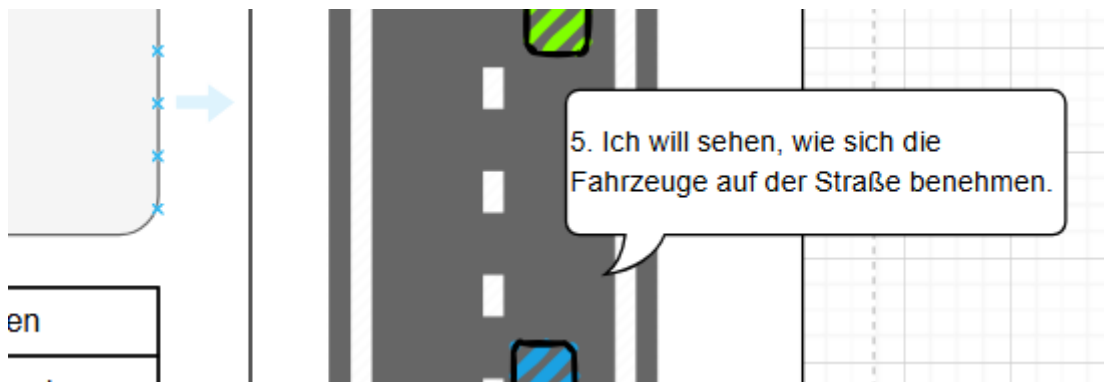 5. Ich will sehen, wie sich die
Fahrzeuge auf der Straße benehmen.
en